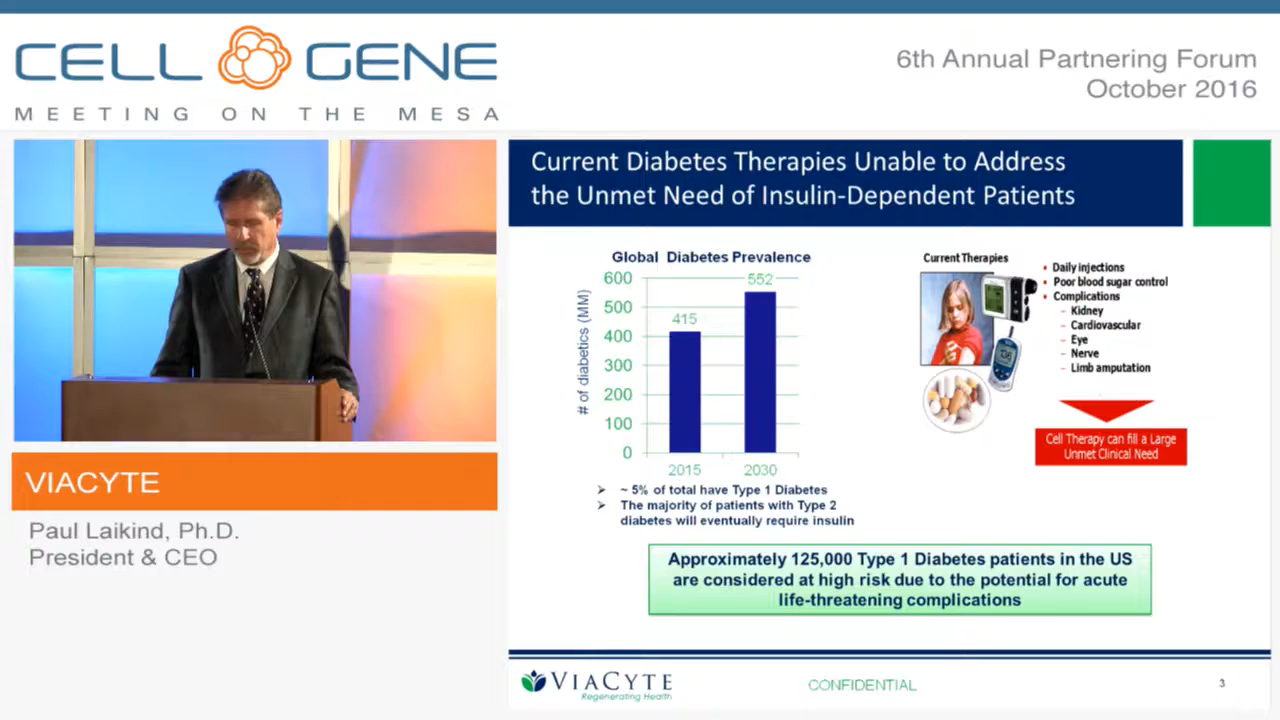 CELL GENE
MEETING ON THE MESA
6th Annual Partnering Forum
October 2016
Current Diabetes Therapies Unable to Address
the Unmet Need of Insulin-Dependent Patients
Global Diabetes Prevalence
# of diabetics (MM)
600
500
400
300
200
100
0
415
552
2015
2030
➢ ~ 5% of total have Type 1 Diabetes
➢ The majority of patients with Type 2
diabetes will eventually require insulin
Current Therapies
• Daily injections
• Poor blood sugar control
• Complications
– Kidney
– Cardiovascular
– Eye
– Nerve
– Limb amputation
Cell Therapy can fill a Large
Unmet Clinical Need
Approximately 125,000 Type 1 Diabetes patients in the US
are considered at high risk due to the potential for acute
life-threatening complications
VIACYTE
Regenerating Health
CONFIDENTIAL
3
VIACYTE
Paul Laikind, Ph.D.
President & CEO